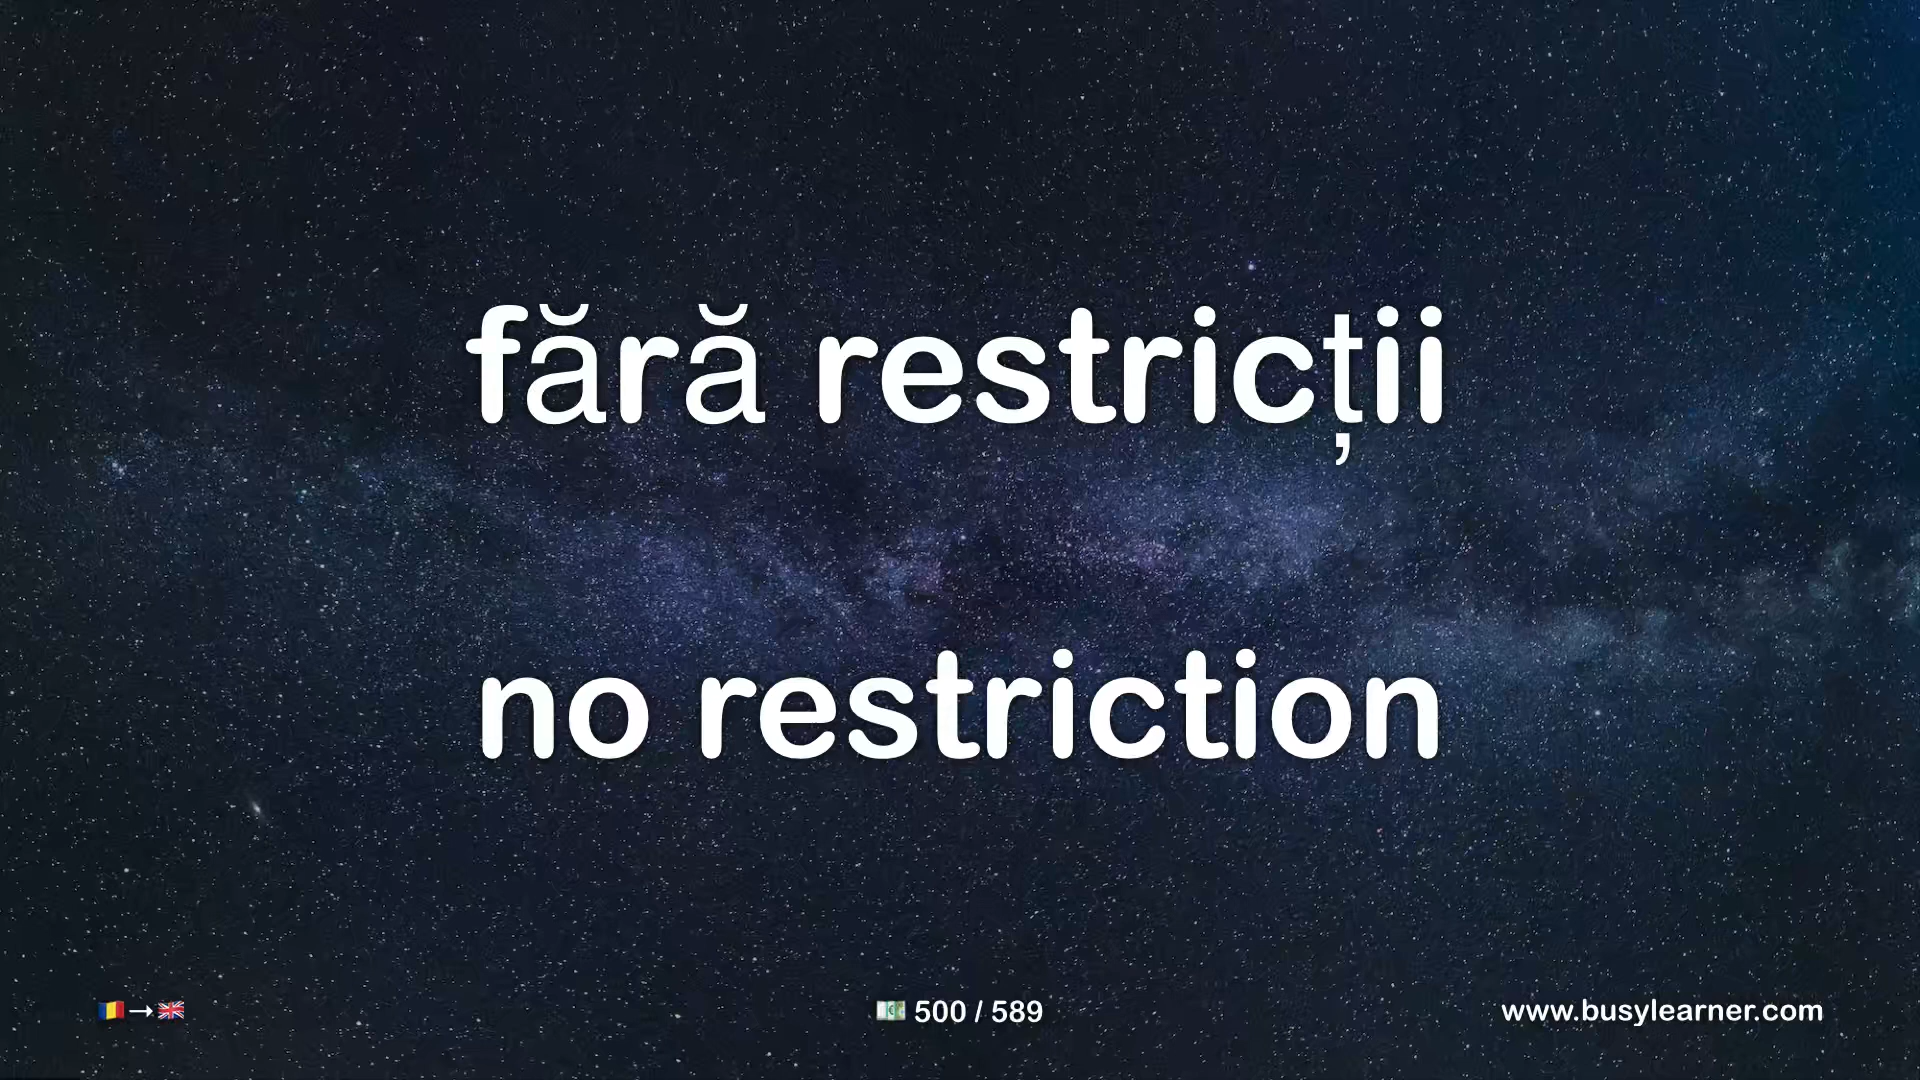 fără restricții
no restriction
🇷🇴→🇬🇧
💶 500 / 589
www.busylearner.com